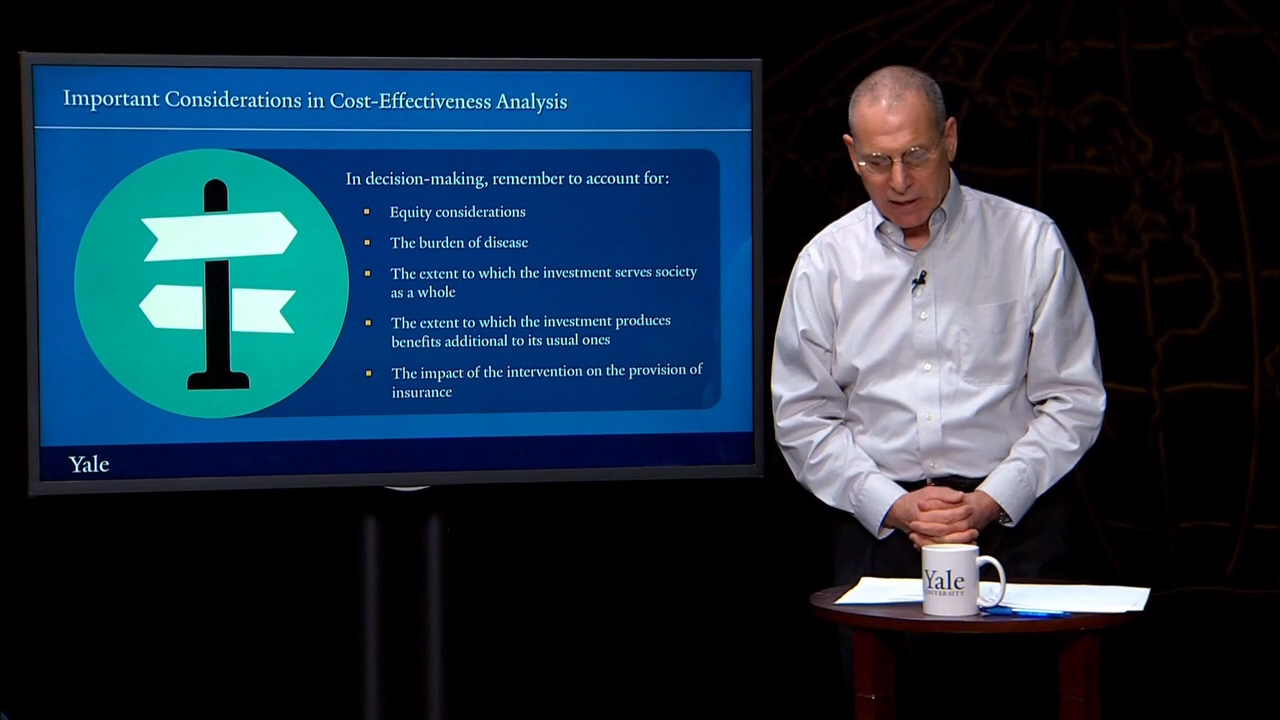 Important Considerations in Cost-Effectiveness Analysis
In decision-making, remember to account for:
Equity considerations
The burden of disease
The extent to which the investment serves society
as a whole
The extent to which the investment produces
benefits additional to its usual ones
The impact of the intervention on the provision of
insurance
Yale
Yale
UNIVERSITY